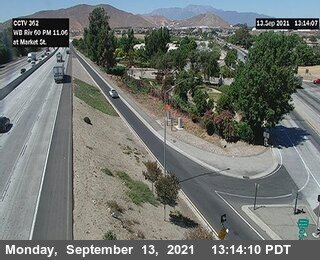 CCTV 362
WB Riv 60 PM 11.06
at Market St.
13 Sep 2021 13:14:07
Monday, September 13, 2021 13:14:10 PDT